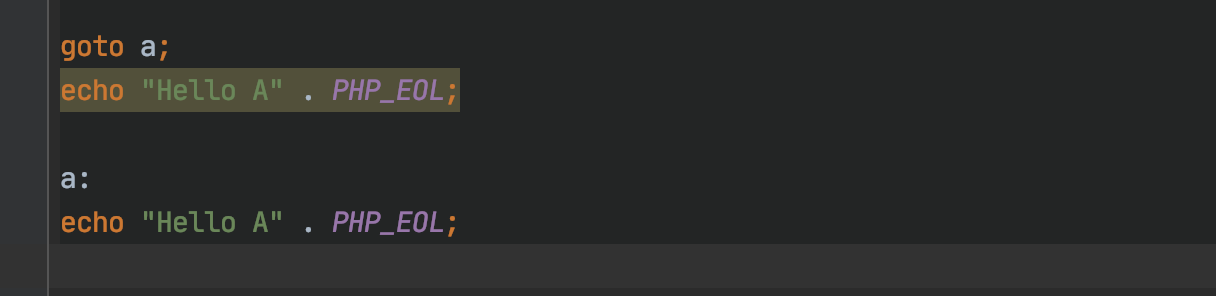 goto a;
echo "Hello A" . PHP_EOL;
a:
echo "Hello A" . PHP_EOL;